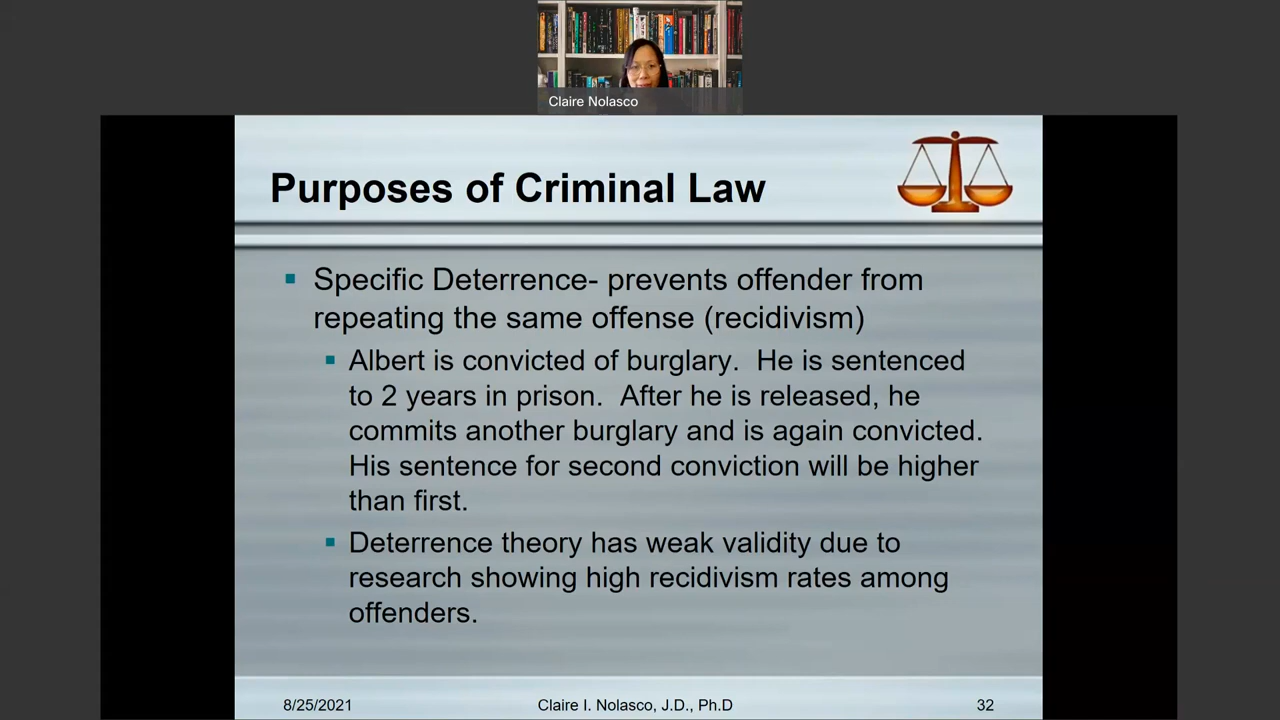 Claire Nolasco
Purposes of Criminal Law
Specific Deterrence- prevents offender from
repeating the same offense (recidivism)
Albert is convicted of burglary.  He is sentenced
to 2 years in prison.  After he is released, he
commits another burglary and is again convicted.
His sentence for second conviction will be higher
than first.
Deterrence theory has weak validity due to
research showing high recidivism rates among
offenders.
8/25/2021
Claire I. Nolasco, J.D., Ph.D
32